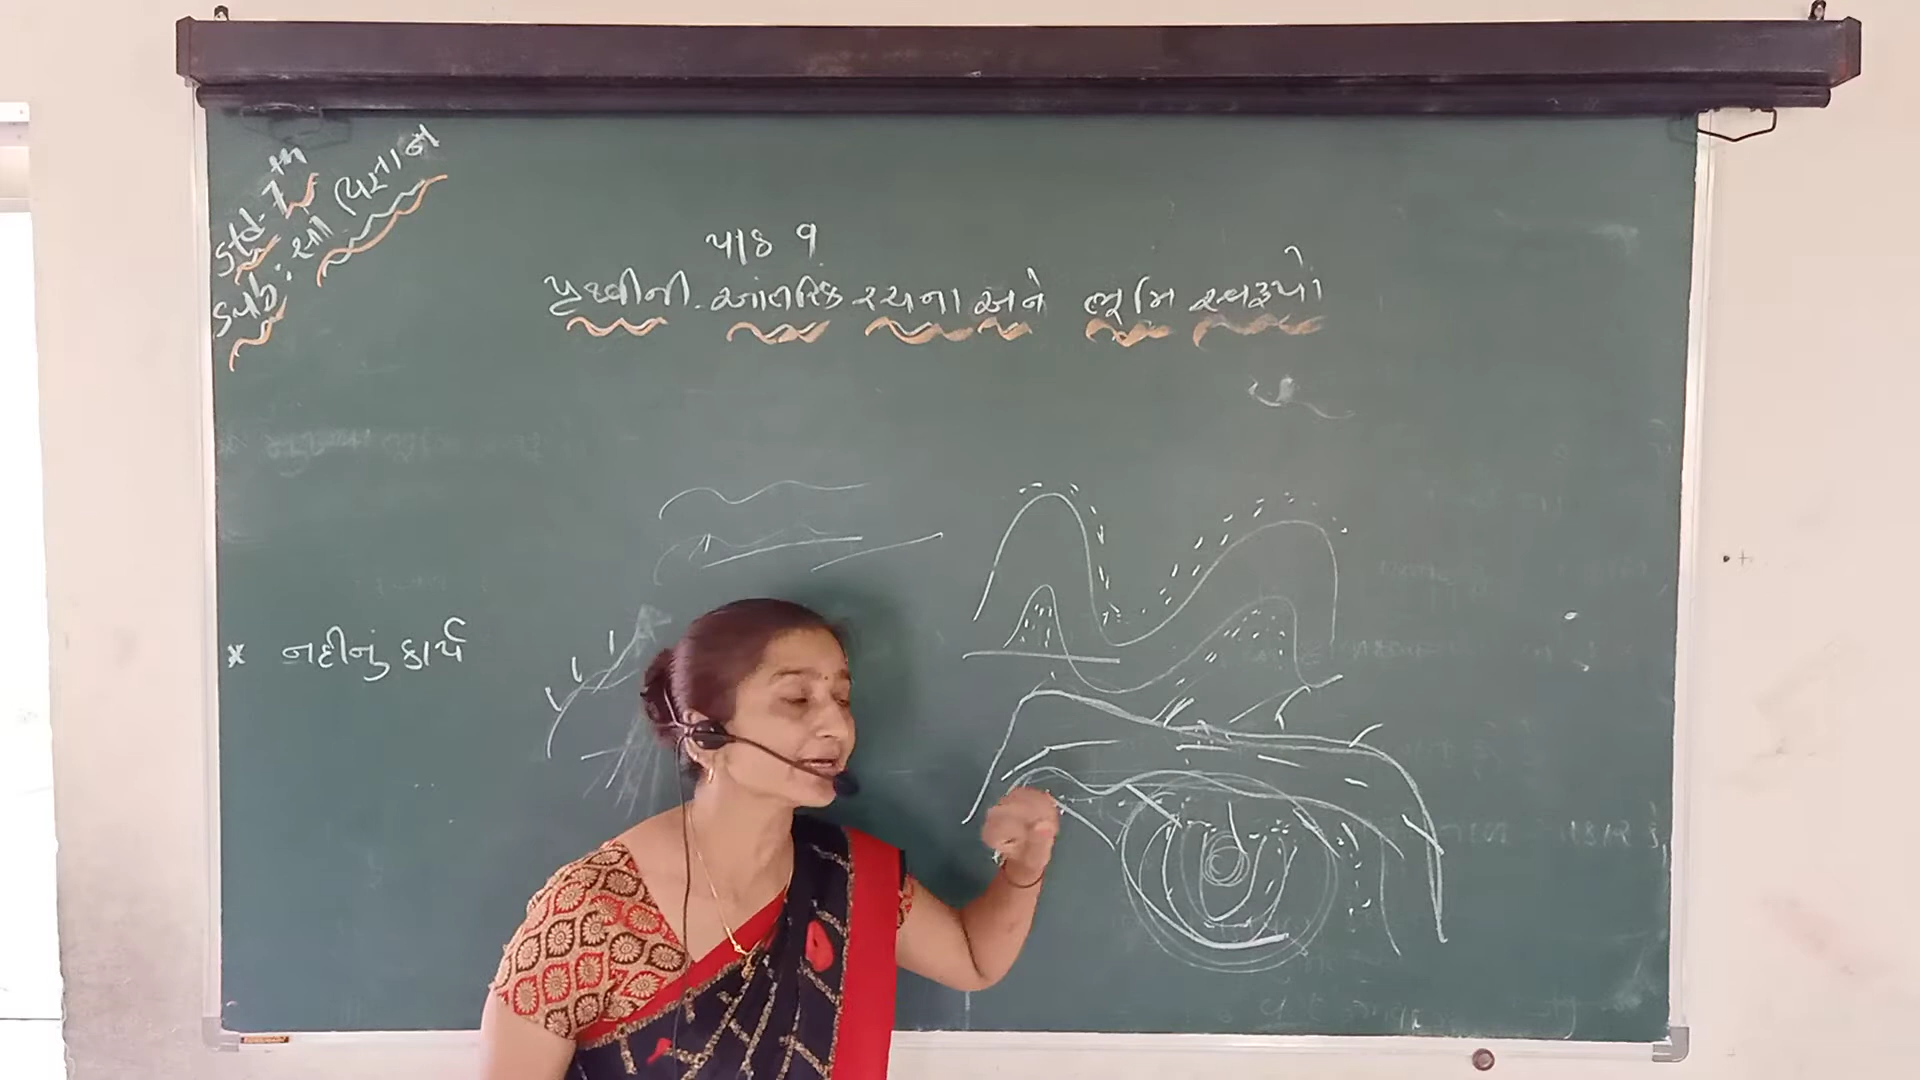 Std-7th
Sub: સા. વિજ્ઞાન
પાઠ ૧
પૃથ્વીની આંતરિક રચના અને ભૂમિ સ્વરૂપો
* નદીનું કાર્ય